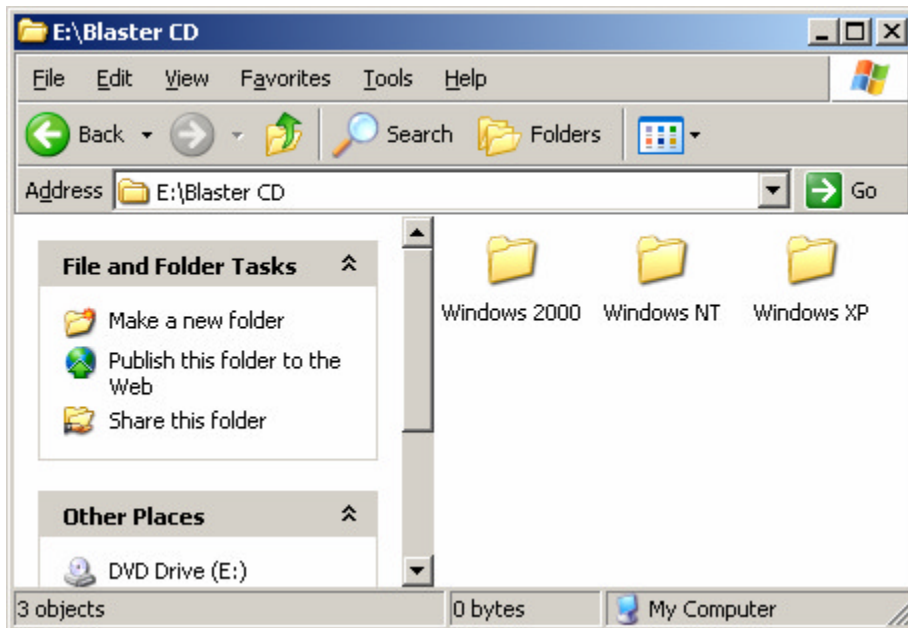 E:\Blaster CD
File Edit View Favorites Tools Help
Back Search Folders
Address E:\Blaster CD Go
File and Folder Tasks
Make a new folder
Publish this folder to the
Web
Share this folder
Other Places
DVD Drive (E:)
Windows 2000 Windows NT Windows XP
3 objects 0 bytes My Computer